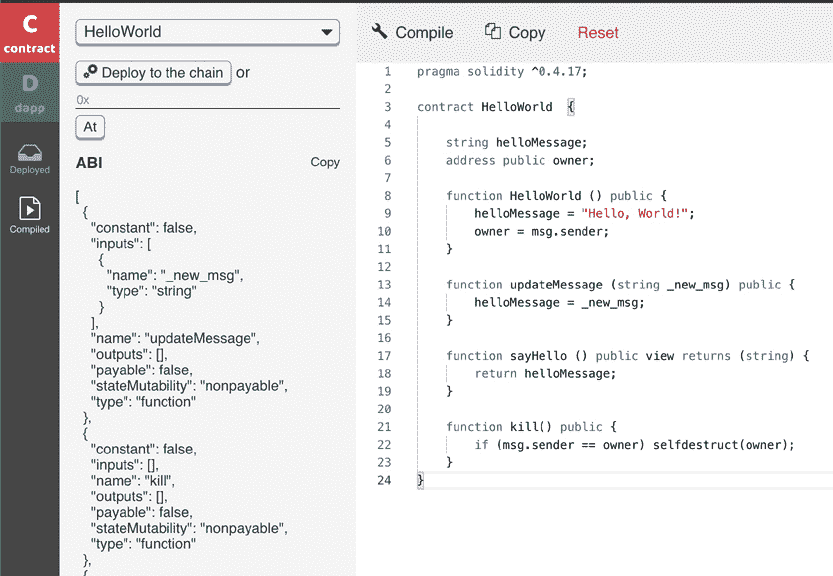 C
contract
D
dapp
Deployed
Compiled
HelloWorld
Deploy to the chain or
0x
At
ABI Copy
[
{
"constant": false,
"inputs": [
{
"name": "_new_msg",
"type": "string"
}
],
"name": "updateMessage",
"outputs": [],
"payable": false,
"stateMutability": "nonpayable",
"type": "function"
},
{
"constant": false,
"inputs": [],
"name": "kill",
"outputs": [],
"payable": false,
"stateMutability": "nonpayable",
"type": "function"
},
{
Compile Copy Reset
1 pragma solidity ^0.4.17;
2
3 contract HelloWorld {
4
5 string helloMessage;
6 address public owner;
7
8 function HelloWorld () public {
9 helloMessage = "Hello, World!";
10 owner = msg.sender;
11 }
12
13 function updateMessage (string _new_msg) public {
14 helloMessage = _new_msg;
15 }
16
17 function sayHello () public view returns (string) {
18 return helloMessage;
19 }
20
21 function kill() public {
22 if (msg.sender == owner) selfdestruct(owner);
23 }
24 }